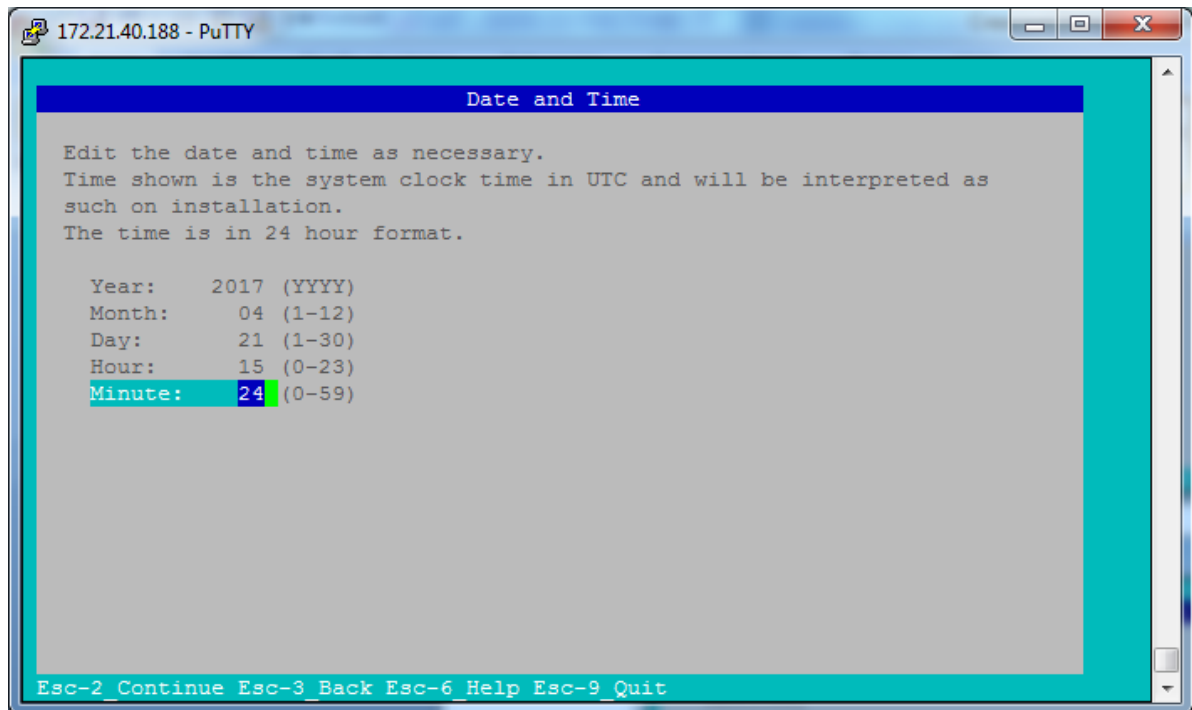 172.21.40.188 - PuTTY
Date and Time
Edit the date and time as necessary.
Time shown is the system clock time in UTC and will be interpreted as
such on installation.
The time is in 24 hour format.
Year: 2017 (YYYY)
Month: 04 (1-12)
Day: 21 (1-30)
Hour: 15 (0-23)
Minute: 24 (0-59)
Esc-2_Continue Esc-3_Back Esc-6_Help Esc-9_Quit